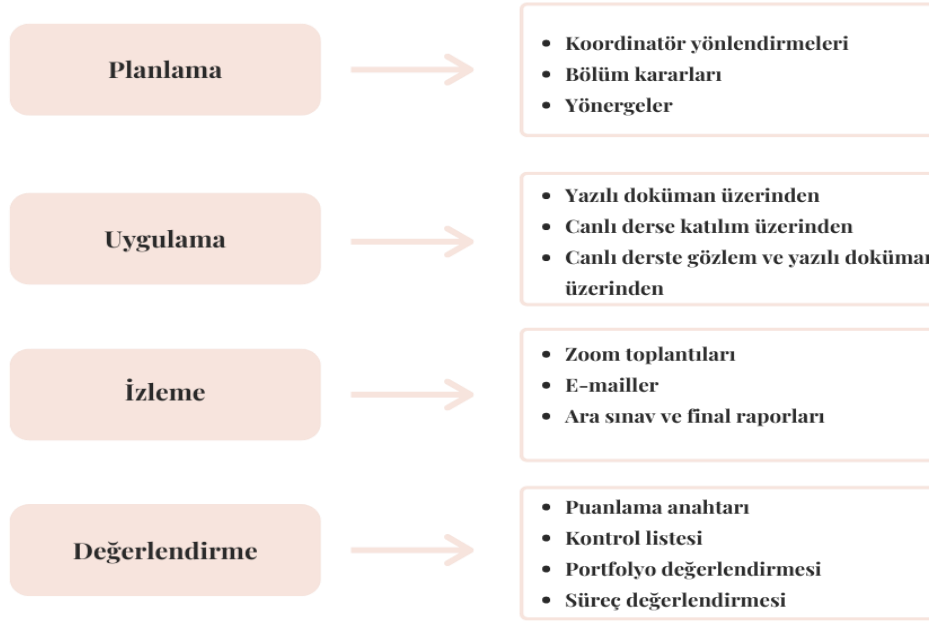 Planlama
• Koordinatör yönlendirmeleri
• Bölüm kararları
• Yönergeler
Uygulama
• Yazılı doküman üzerinden
• Canlı derse katılım üzerinden
• Canlı derste gözlem ve yazılı doküman
üzerinden
İzleme
• Zoom toplantıları
• E-mailler
• Ara sınav ve final raporları
Değerlendirme
• Puanlama anahtarı
• Kontrol listesi
• Portfolyo değerlendirmesi
• Süreç değerlendirmesi